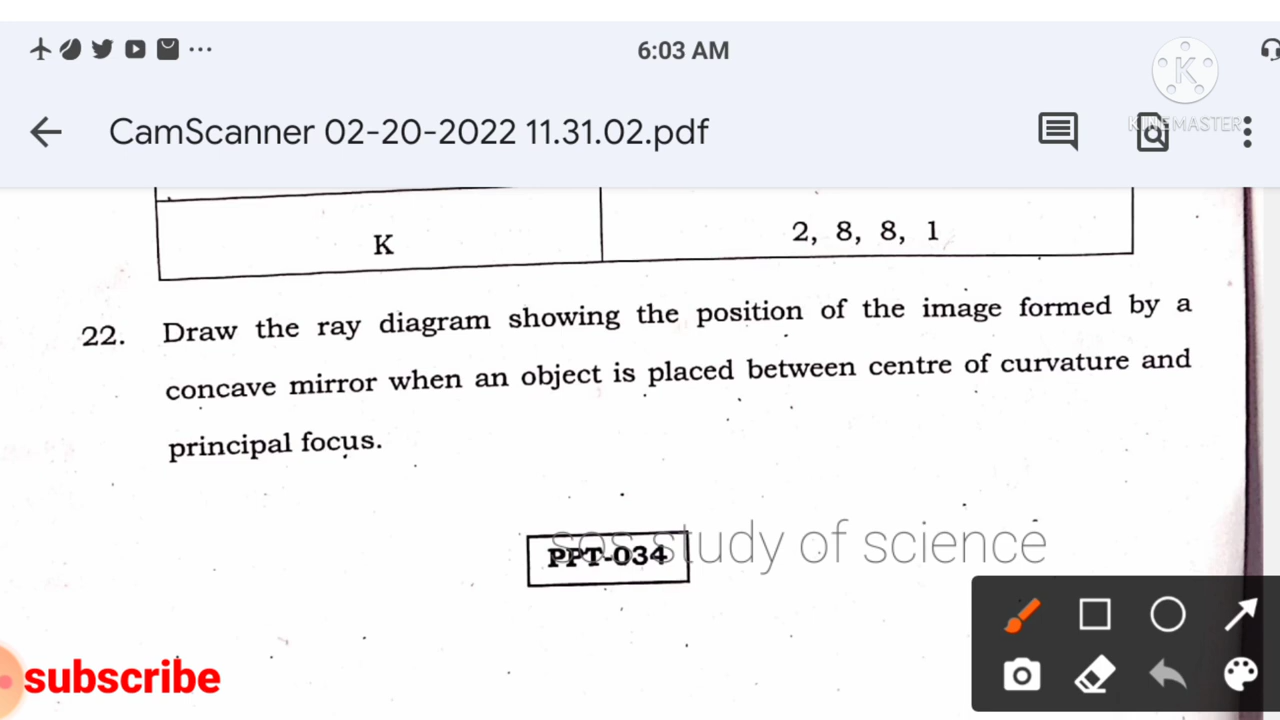 6:03 AM
K
KINEMASTER
CamScanner 02-20-2022 11.31.02.pdf
K 2, 8, 8, 1
22. Draw the ray diagram showing the position of the image formed by a
concave mirror when an object is placed between centre of curvature and
principal focus.
sos study of science
PPT-034
subscribe